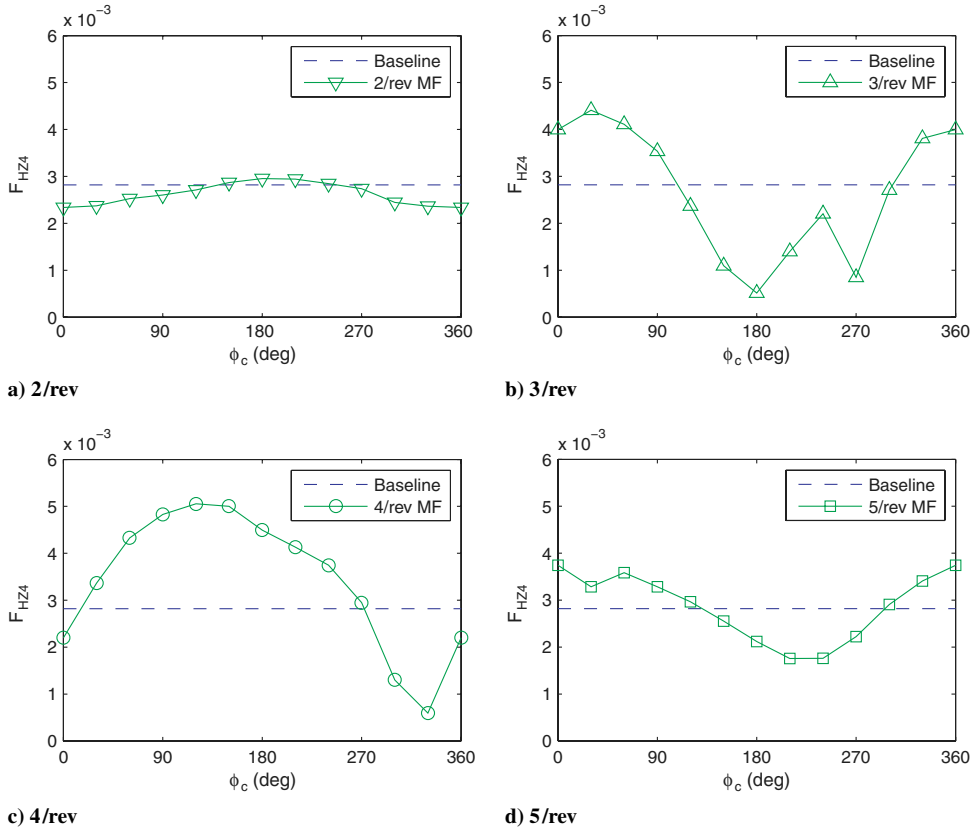 x 10⁻³
6
5
4
3
2
1
0
F_HZ4
0 90 180 270 360
ϕ_c (deg)
Baseline
2/rev MF
a) 2/rev
x 10⁻³
6
5
4
3
2
1
0
F_HZ4
0 90 180 270 360
ϕ_c (deg)
Baseline
3/rev MF
b) 3/rev
x 10⁻³
6
5
4
3
2
1
0
F_HZ4
0 90 180 270 360
ϕ_c (deg)
Baseline
4/rev MF
c) 4/rev
x 10⁻³
6
5
4
3
2
1
0
F_HZ4
0 90 180 270 360
ϕ_c (deg)
Baseline
5/rev MF
d) 5/rev